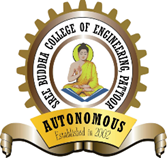 SREE BUDDHA COLLEGE OF ENGINEERING, PATTOOR
AUTONOMOUS
Established in 2002